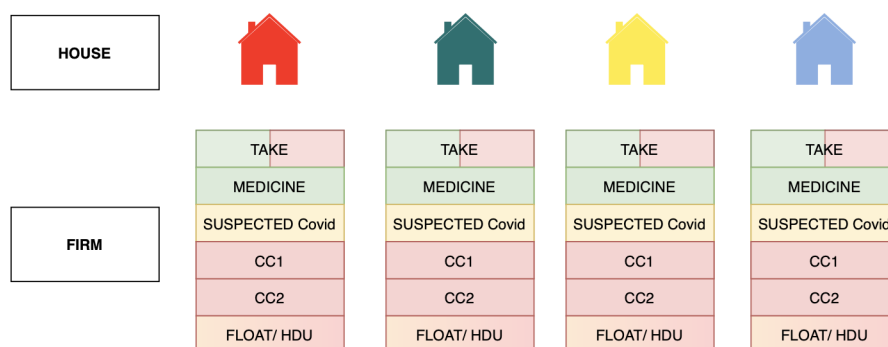 HOUSE
TAKE TAKE TAKE TAKE
MEDICINE MEDICINE MEDICINE MEDICINE
SUSPECTED Covid SUSPECTED Covid SUSPECTED Covid SUSPECTED Covid
FIRM
CC1 CC1 CC1 CC1
CC2 CC2 CC2 CC2
FLOAT/ HDU FLOAT/ HDU FLOAT/ HDU FLOAT/ HDU